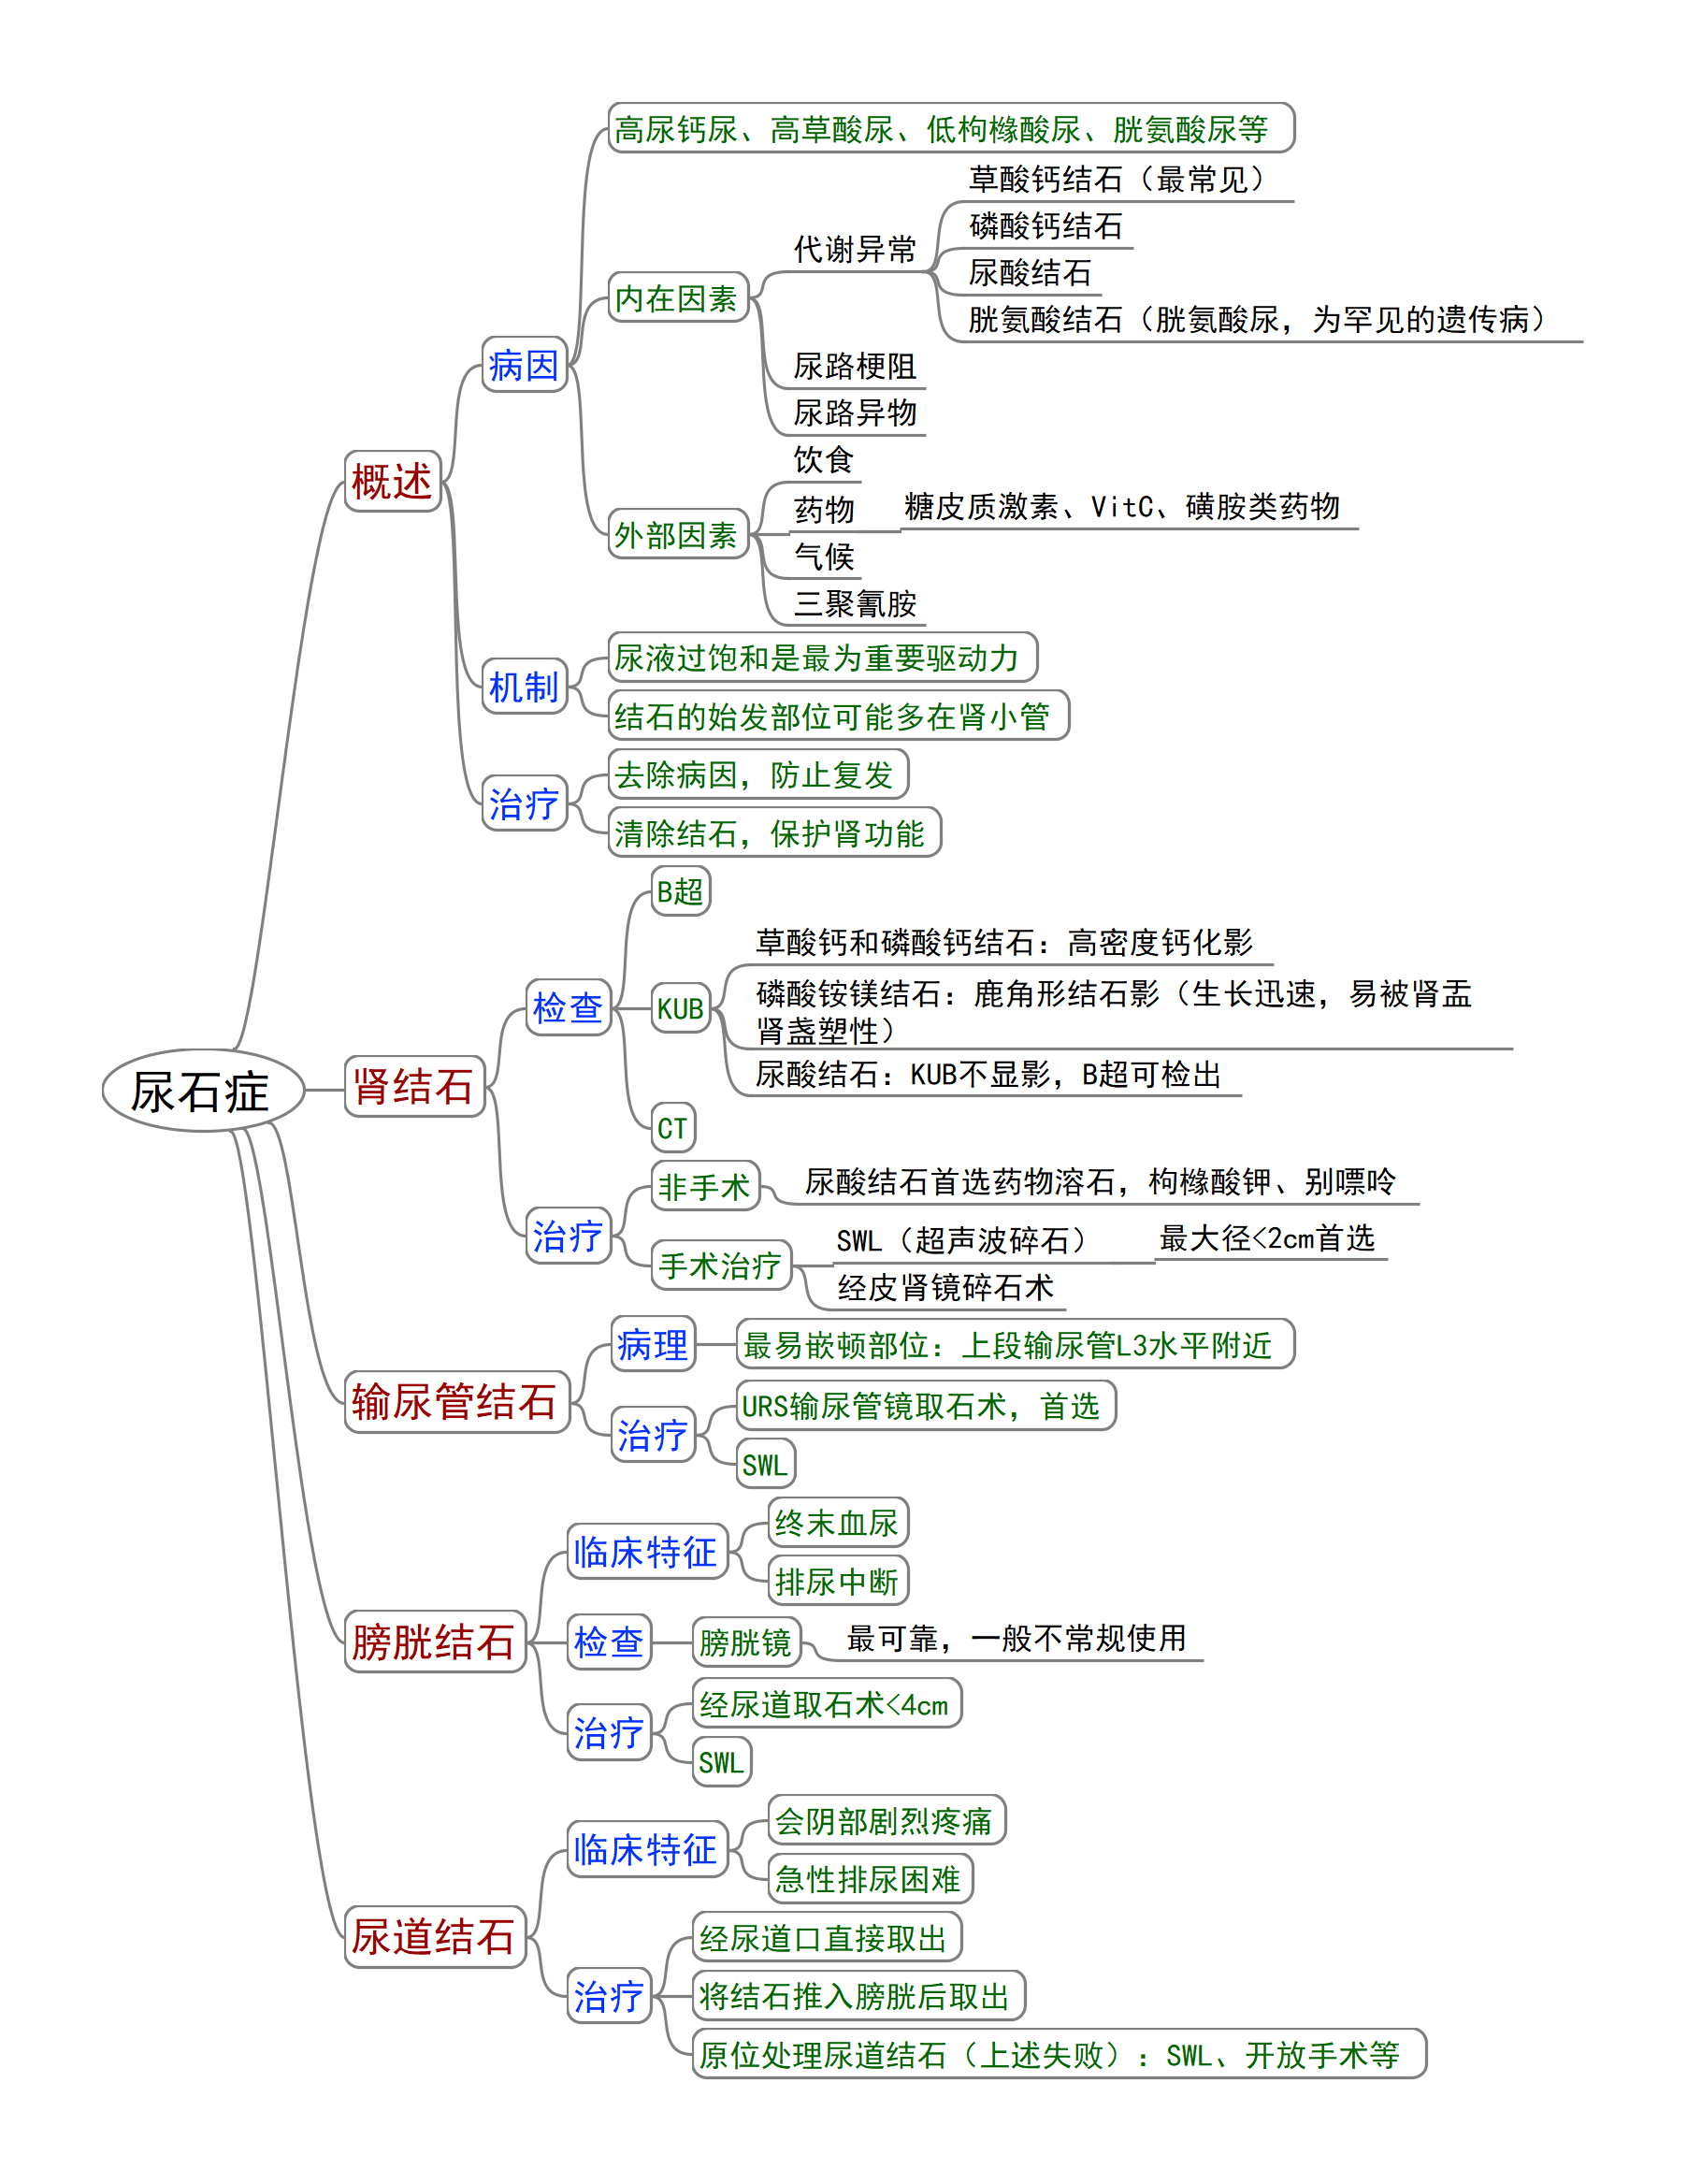 高尿钙尿、高草酸尿、低枸橼酸尿、胱氨酸尿等
草酸钙结石（最常见）
磷酸钙结石
代谢异常
尿酸结石
内在因素
胱氨酸结石（胱氨酸尿，为罕见的遗传病）
病因
尿路梗阻
尿路异物
饮食
概述
药物
糖皮质激素、VitC、磺胺类药物
外部因素
气候
三聚氰胺
尿液过饱和是最为重要驱动力
机制
结石的始发部位可能多在肾小管
去除病因，防止复发
治疗
清除结石，保护肾功能
B超
草酸钙和磷酸钙结石：高密度钙化影
检查
KUB
磷酸铵镁结石：鹿角形结石影（生长迅速，易被肾盂
肾盏塑性）
尿酸结石：KUB不显影，B超可检出
尿石症
肾结石
CT
非手术
尿酸结石首选药物溶石，枸橼酸钾、别嘌呤
治疗
手术治疗
SWL（超声波碎石）
最大径<2cm首选
经皮肾镜碎石术
病理
最易嵌顿部位：上段输尿管L3水平附近
输尿管结石
URS输尿管镜取石术，首选
治疗
SWL
终末血尿
临床特征
排尿中断
膀胱结石
检查
膀胱镜
最可靠，一般不常规使用
经尿道取石术<4cm
治疗
SWL
会阴部剧烈疼痛
临床特征
急性排尿困难
尿道结石
经尿道口直接取出
治疗
将结石推入膀胱后取出
原位处理尿道结石（上述失败）：SWL、开放手术等